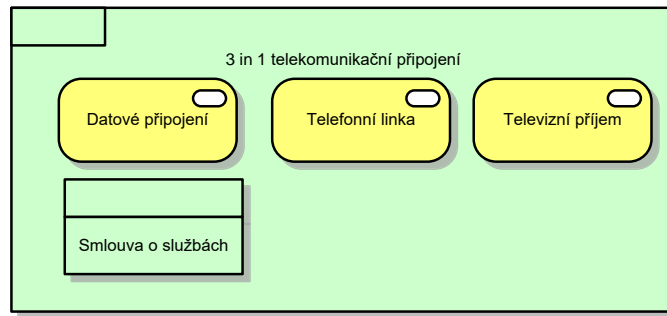 3 in 1 telekomunikační připojení
Datové připojení
Telefonní linka
Televizní příjem
Smlouva o službách